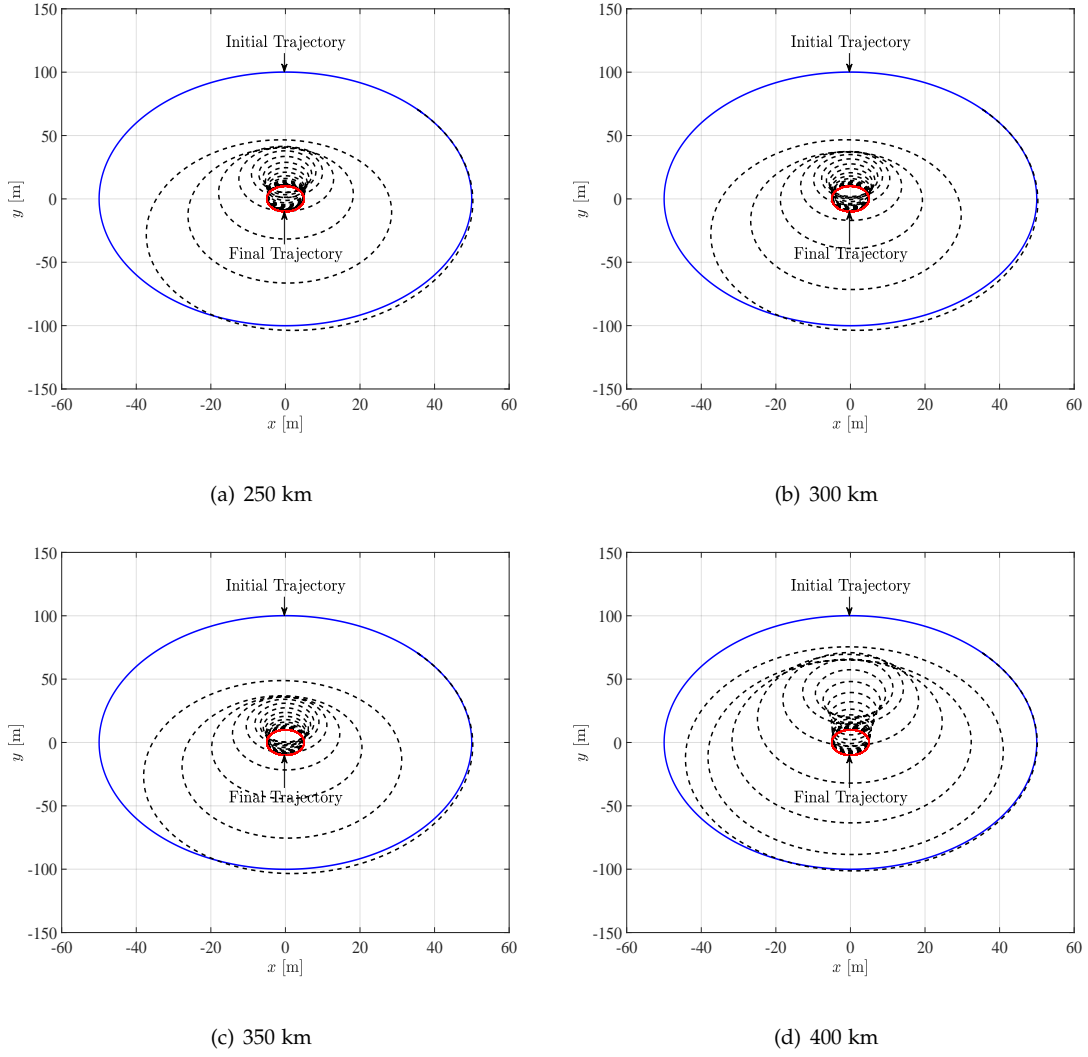 150
100
50
0
-50
-100
-150
y [m]
Initial Trajectory
Final Trajectory
-60 -40 -20 0 20 40 60
x [m]
(a) 250 km
150
100
50
0
-50
-100
-150
y [m]
Initial Trajectory
Final Trajectory
-60 -40 -20 0 20 40 60
x [m]
(b) 300 km
150
100
50
0
-50
-100
-150
y [m]
Initial Trajectory
Final Trajectory
-60 -40 -20 0 20 40 60
x [m]
(c) 350 km
150
100
50
0
-50
-100
-150
y [m]
Initial Trajectory
Final Trajectory
-60 -40 -20 0 20 40 60
x [m]
(d) 400 km